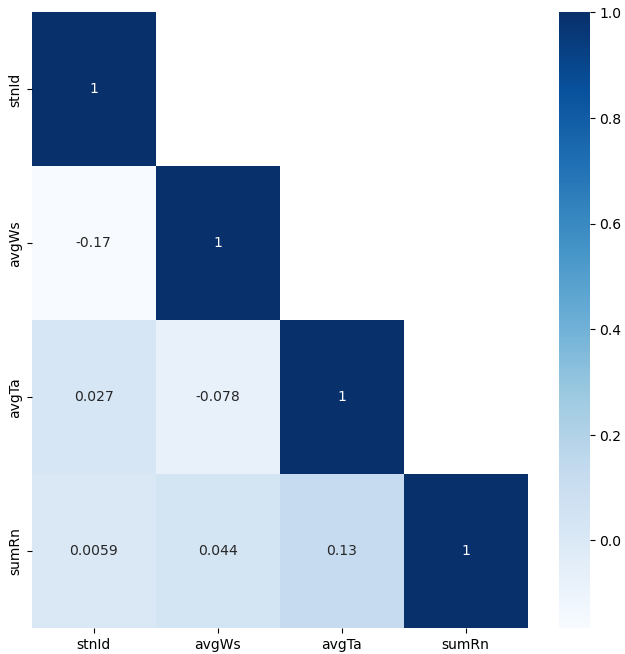 stnId
1
avgWs
-0.17
1
avgTa
0.027
-0.078
1
sumRn
0.0059
0.044
0.13
1
stnId
avgWs
avgTa
sumRn
1.0
0.8
0.6
0.4
0.2
0.0